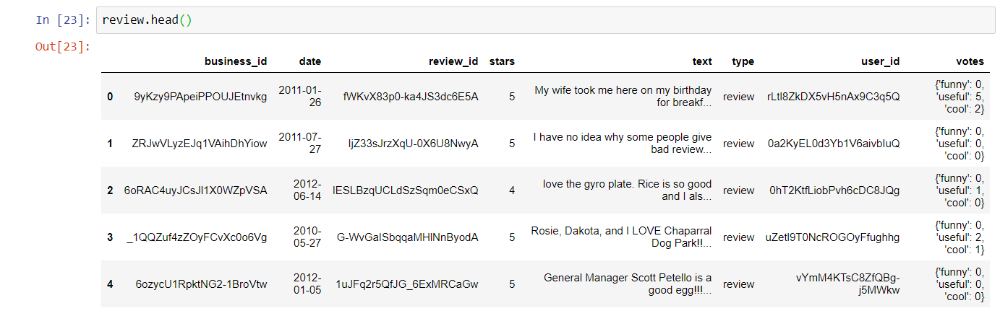 In [23]: review.head()
Out[23]:
business_id date review_id stars text type user_id votes
0 9yKzy9PApeiPPOUJEtnvkg 2011-01-26 fWKvX83p0-ka4JS3dc6E5A 5 My wife took me here on my birthday for breakf... review rLtl8ZkDX5vH5nAx9C3q5Q {'funny': 0, 'useful': 5, 'cool': 2}
1 ZRJwVLyzEJq1VAihDhYiow 2011-07-27 IjZ33sJrzXqU-0X6U8NwyA 5 I have no idea why some people give bad review... review 0a2KyEL0d3Yb1V6aivbIuQ {'funny': 0, 'useful': 0, 'cool': 0}
2 6oRAC4uyJCsJl1X0WZpVSA 2012-06-14 IESLBzqUCLdSzSqm0eCSxQ 4 love the gyro plate. Rice is so good and I als... review 0hT2KtfLiobPvh6cDC8JQg {'funny': 0, 'useful': 1, 'cool': 0}
3 _1QQZuf4zZOyFCvXc0o6Vg 2010-05-27 G-WvGaISbqqaMHlNnByodA 5 Rosie, Dakota, and I LOVE Chaparral Dog Park!!... review uZetl9T0NcROGOyFfughhg {'funny': 0, 'useful': 2, 'cool': 1}
4 6ozycU1RpktNG2-1BroVtw 2012-01-05 1uJFq2r5QfJG_6ExMRCaGw 5 General Manager Scott Petello is a good egg!!!... review vYmM4KTsC8ZfQBg-j5MWkw {'funny': 0, 'useful': 0, 'cool': 0}